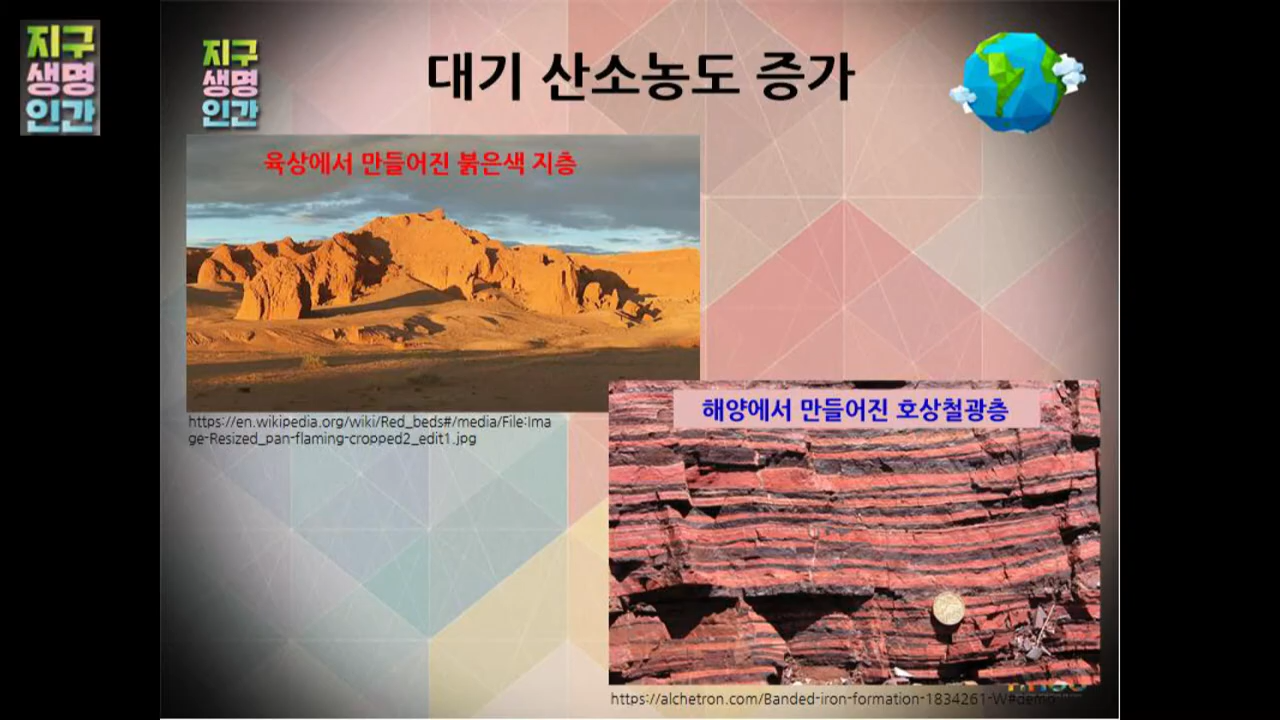 지구
생명
인간
지구
생명
인간
대기 산소농도 증가
육상에서 만들어진 붉은색 지층
https://en.wikipedia.org/wiki/Red_beds#/media/File:Ima
ge-Resized_pan-flaming-cropped2_edit1.jpg
해양에서 만들어진 호상철광층
https://alchetron.com/Banded-iron-formation-1834261-W#demo